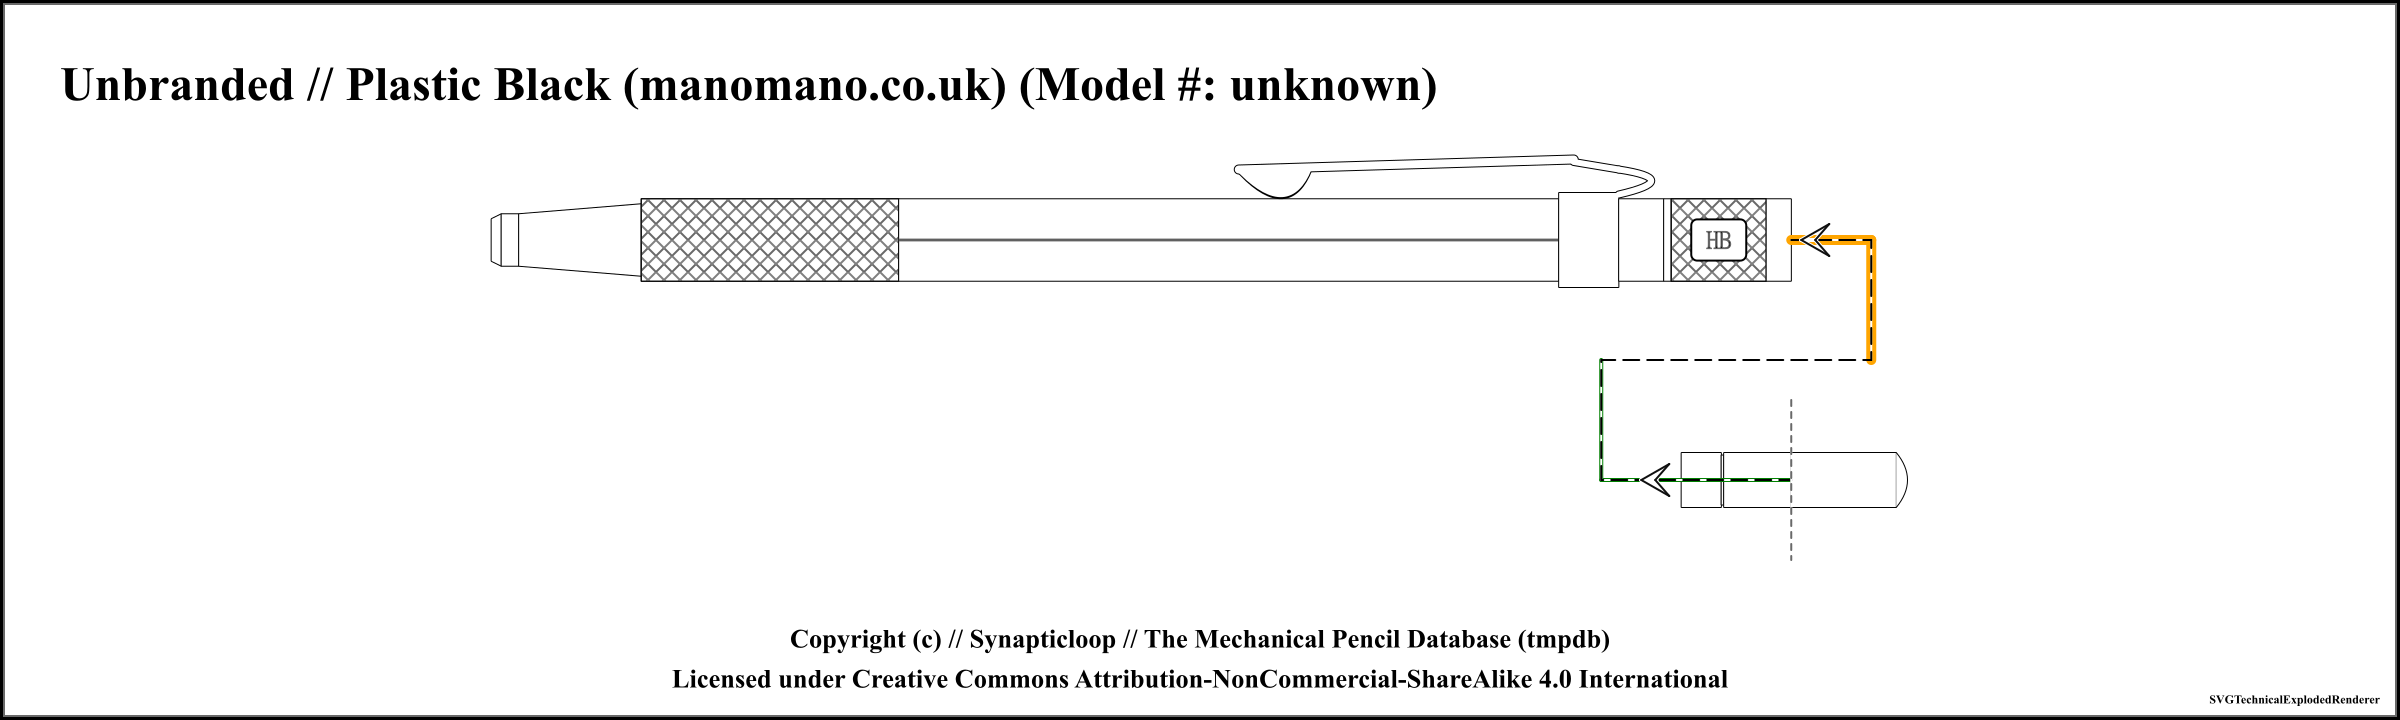 Unbranded // Plastic Black (manomano.co.uk) (Model #: unknown)
HB
Copyright (c) // Synapticloop // The Mechanical Pencil Database (tmpdb)
Licensed under Creative Commons Attribution-NonCommercial-ShareAlike 4.0 International
SVGTechnicalExplodedRenderer